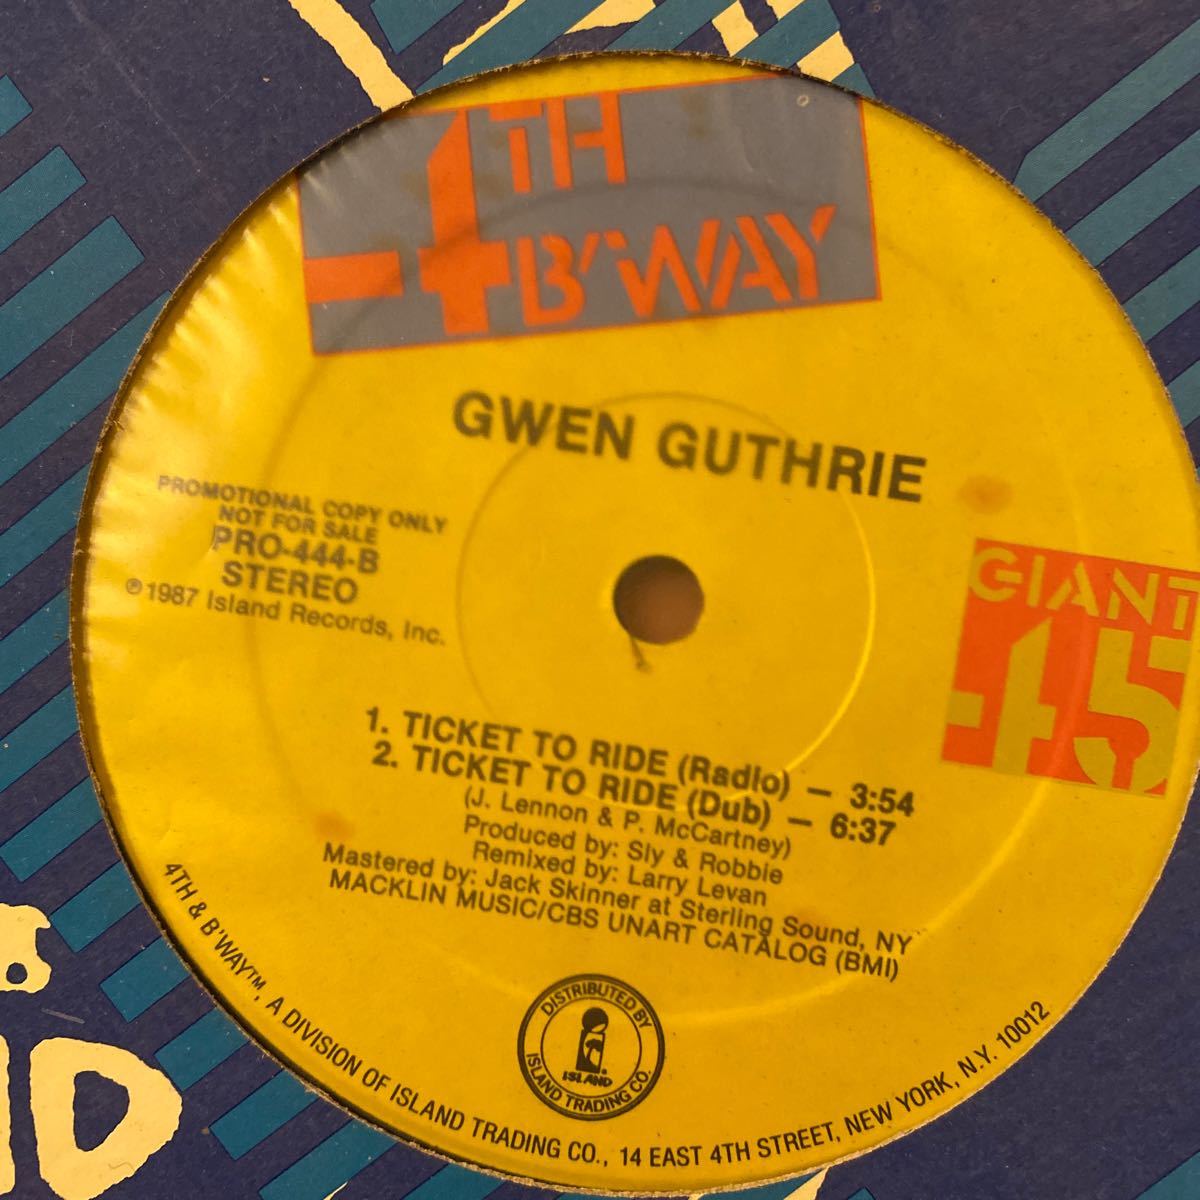 4TH
B'WAY
GWEN GUTHRIE
PROMOTIONAL COPY ONLY
NOT FOR SALE
PRO-444-B
STEREO
℗1987 Island Records, Inc.
GIANT
45
1. TICKET TO RIDE (Radio) — 3:54
2. TICKET TO RIDE (Dub) — 6:37
(J. Lennon & P. McCartney)
Produced by: Sly & Robbie
Remixed by: Larry Levan
Mastered by: Jack Skinner at Sterling Sound, NY
MACKLIN MUSIC/CBS UNART CATALOG (BMI)
DISTRIBUTED BY
ISLAND
ISLAND TRADING CO.
4TH & B'WAY™, A DIVISION OF ISLAND TRADING CO., 14 EAST 4TH STREET, NEW YORK, N.Y. 10012